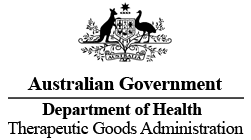 Australian Government
Department of Health
Therapeutic Goods Administration